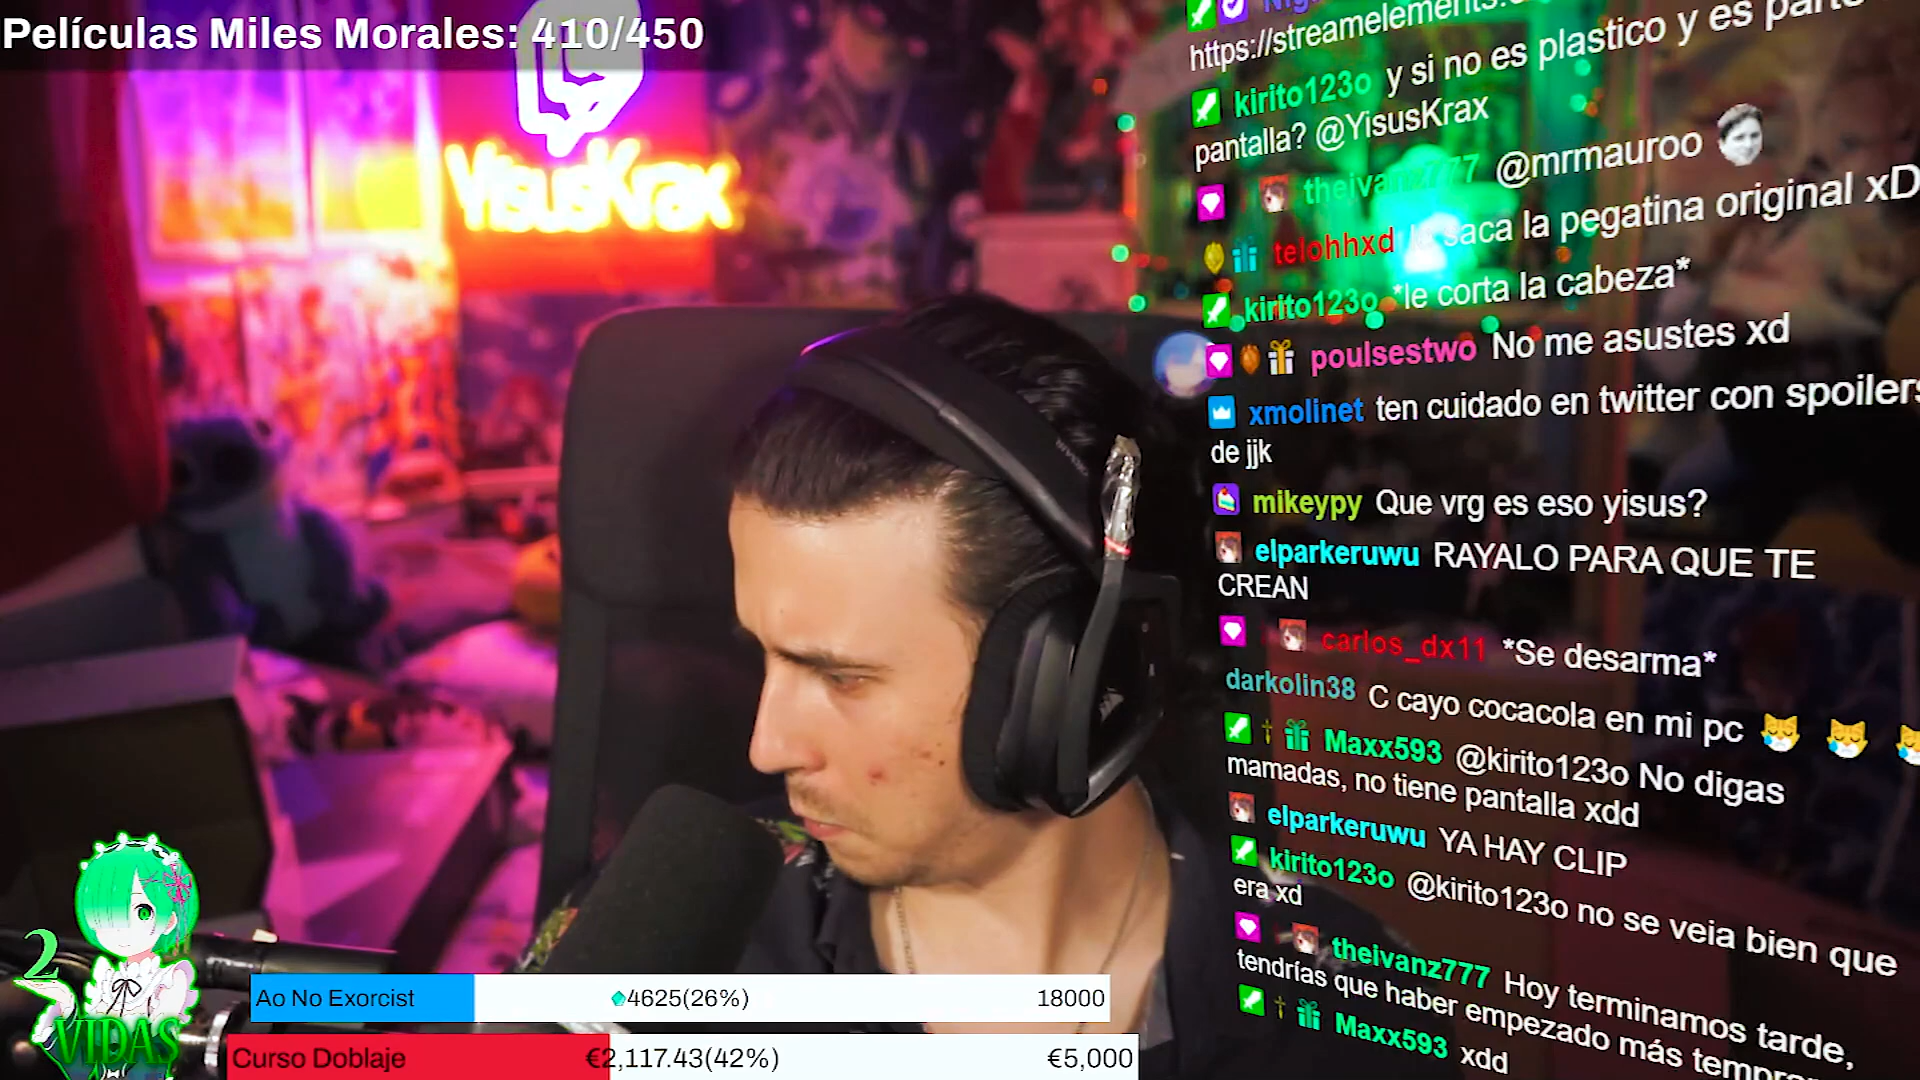 Películas Miles Morales: 410/450
YisusKrax
https://streamelements.
kirito123o y si no es plastico y es parte
pantalla? @YisusKrax
theivanz777 @mrmauroo
telohhxd saca la pegatina original xD
kirito123o *le corta la cabeza*
poulsestwo No me asustes xd
xmolinet ten cuidado en twitter con spoilers
de jjk
mikeypy Que vrg es eso yisus?
elparkeruwu RAYALO PARA QUE TE
CREAN
carlos_dx11 *Se desarma*
darkolin38 C cayo cocacola en mi pc
Maxx593 @kirito123o No digas
mamadas, no tiene pantalla xdd
elparkeruwu YA HAY CLIP
kirito123o @kirito123o no se veia bien que
era xd
theivanz777 Hoy terminamos tarde,
tendrías que haber empezado más
Maxx593 xdd
2
VIDAS
Ao No Exorcist 4625(26%) 18000
Curso Doblaje €2,117.43(42%) €5,000